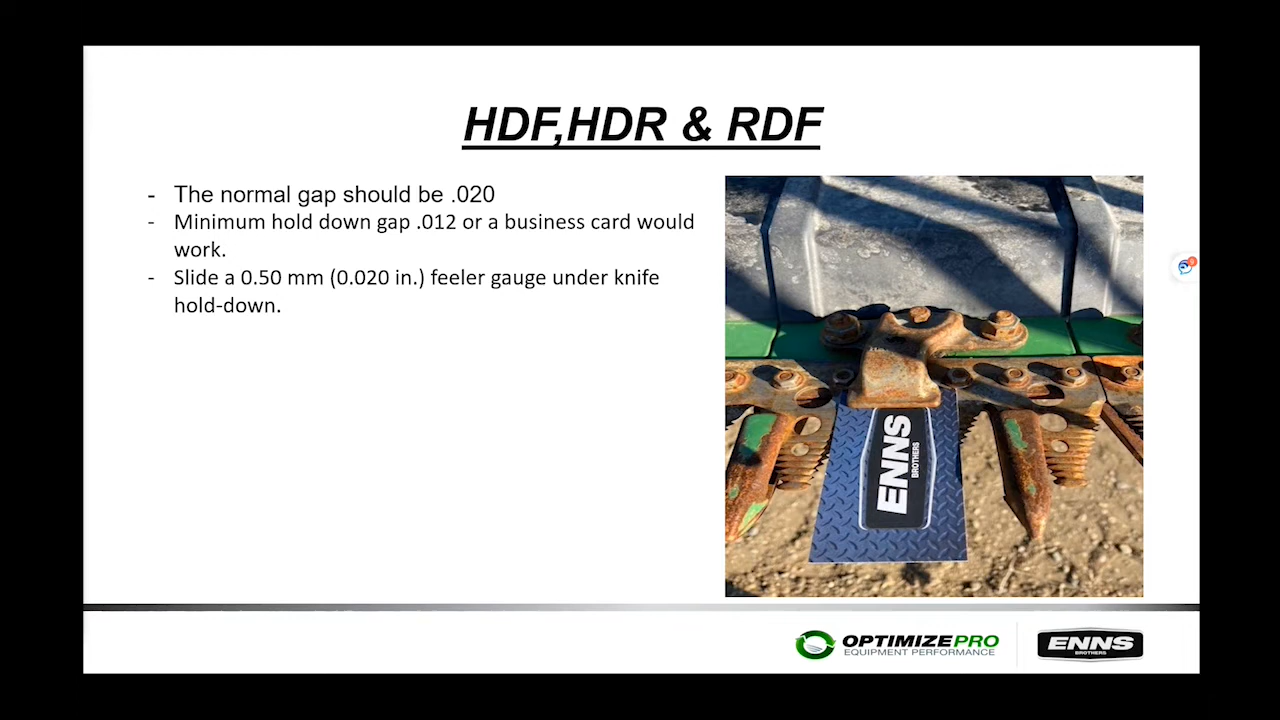 HDF,HDR & RDF
- The normal gap should be .020
- Minimum hold down gap .012 or a business card would
work.
- Slide a 0.50 mm (0.020 in.) feeler gauge under knife
hold-down.
ENNS
BROTHERS
OPTIMIZEPRO
EQUIPMENT PERFORMANCE
ENNS
BROTHERS